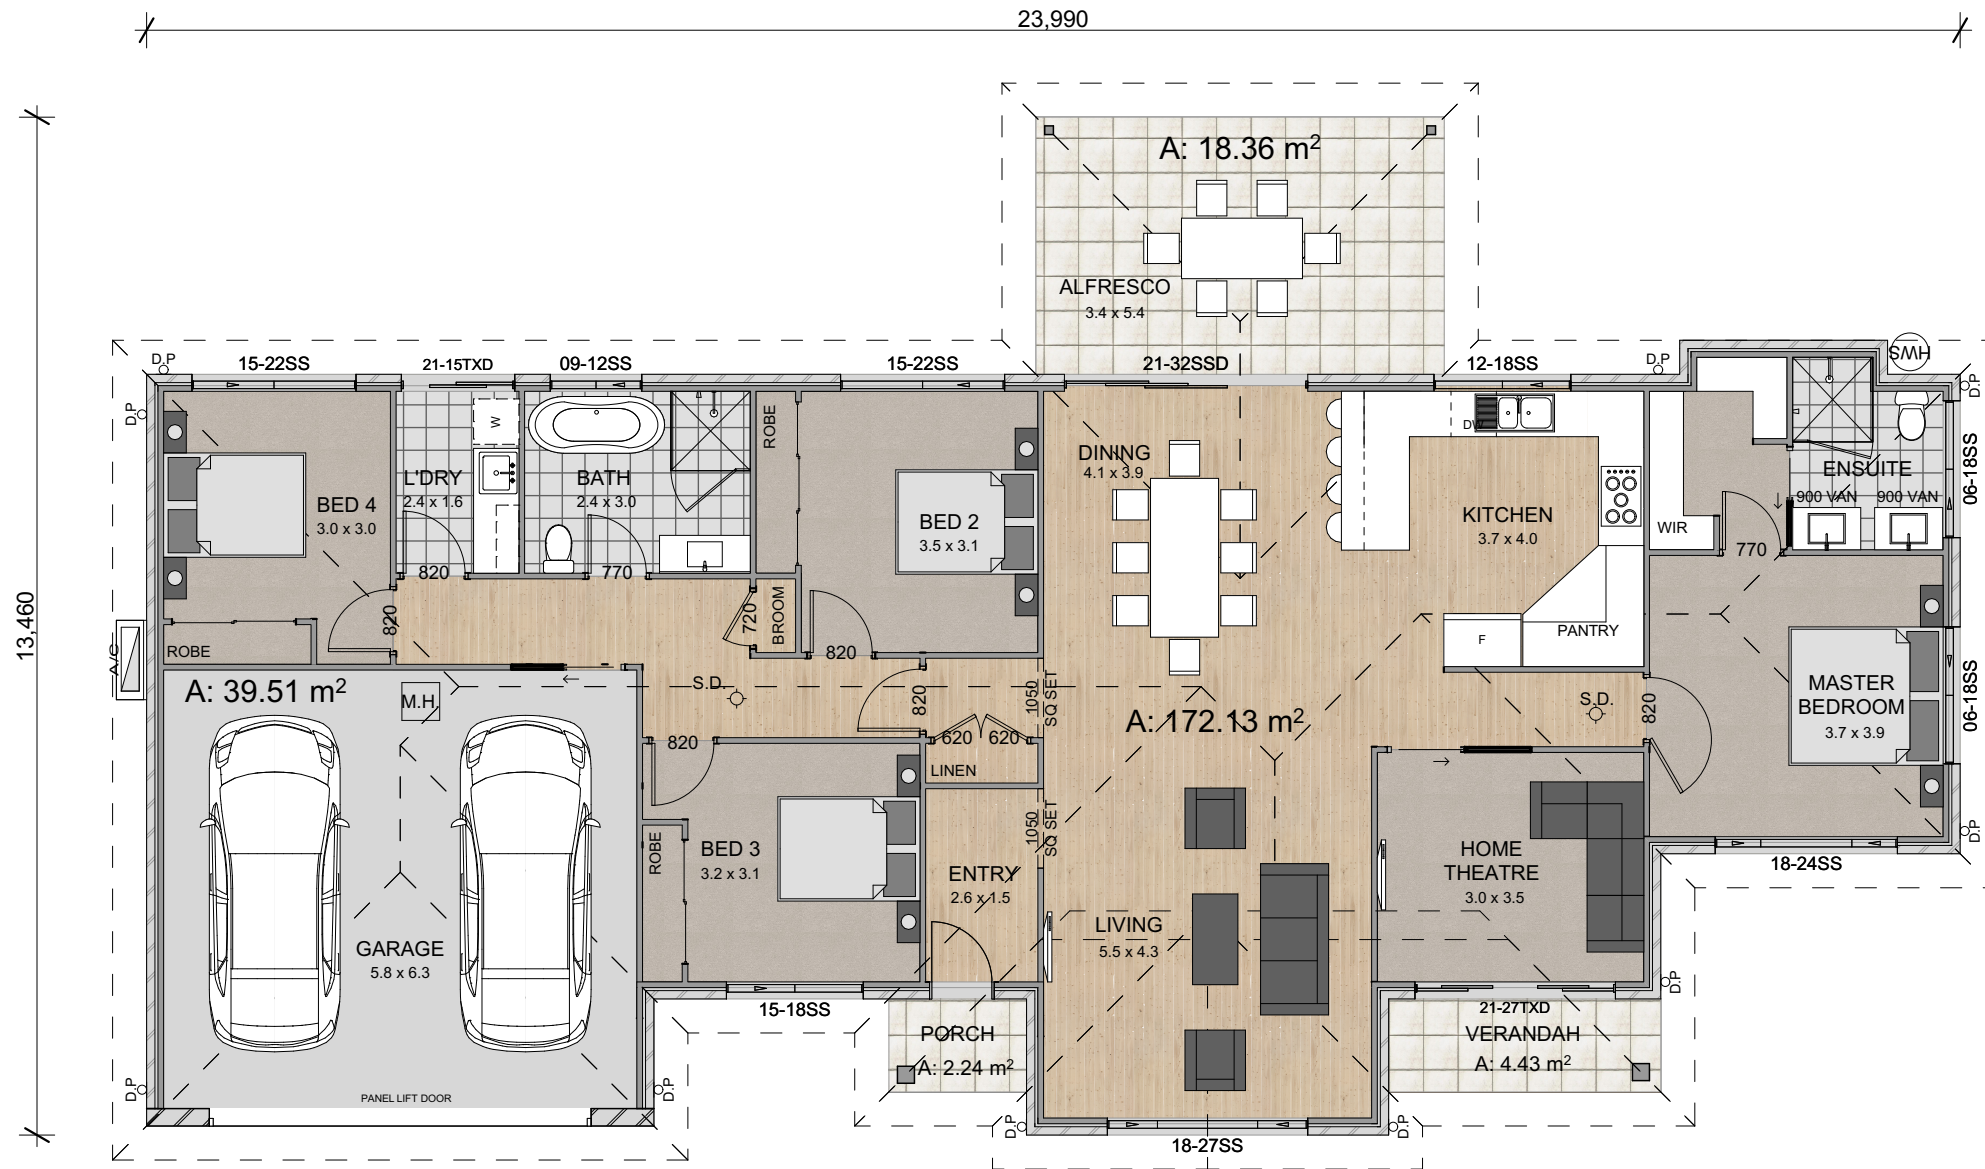 23,990
13,460
A: 18.36 m²
ALFRESCO
3.4 x 5.4
D.P
15-22SS
21-15TXD
09-12SS
15-22SS
21-32SSD
12-18SS
D.P
HWS
D.P
D.P
ROBE
W
BED 4
3.0 x 3.0
L'DRY
2.4 x 1.6
BATH
2.4 x 3.0
BED 2
3.5 x 3.1
DINING
4.1 x 3.9
DW
KITCHEN
3.7 x 4.0
WIR
ENSUITE
900 VAN
900 VAN
06-18SS
770
820
770
820
720
BROOM
ROBE
820
F
PANTRY
A/C
A: 39.51 m²
M.H.
S.D.
820
1050
SQ SET
A: 172.13 m²
S.D.
820
MASTER
BEDROOM
3.7 x 3.9
06-18SS
820
620
620
LINEN
1050
SQ SET
ROBE
BED 3
3.2 x 3.1
ENTRY
2.6 x 1.5
HOME
THEATRE
3.0 x 3.5
18-24SS
D.P
GARAGE
5.8 x 6.3
LIVING
5.5 x 4.3
D.P
15-18SS
21-27TXD
PORCH
A: 2.24 m²
VERANDAH
A: 4.43 m²
D.P
D.P
PANEL LIFT DOOR
D.P
D.P
18-27SS